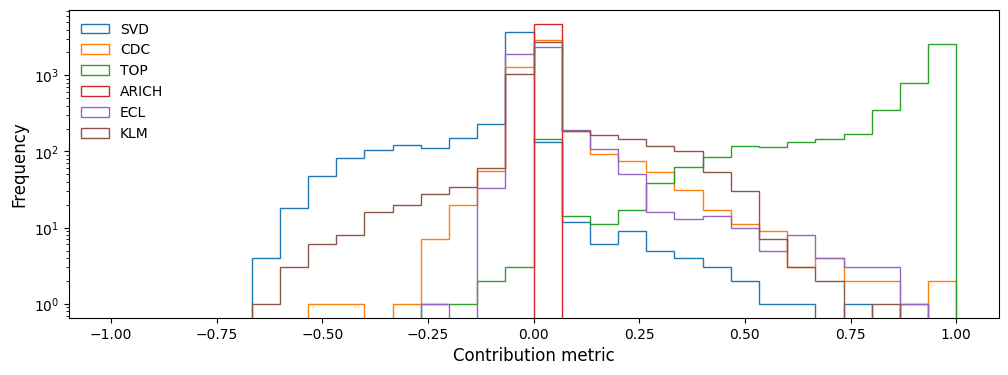 SVD
CDC
TOP
ARICH
ECL
KLM
Frequency
10³
10²
10¹
10⁰
−1.00 −0.75 −0.50 −0.25 0.00 0.25 0.50 0.75 1.00
Contribution metric